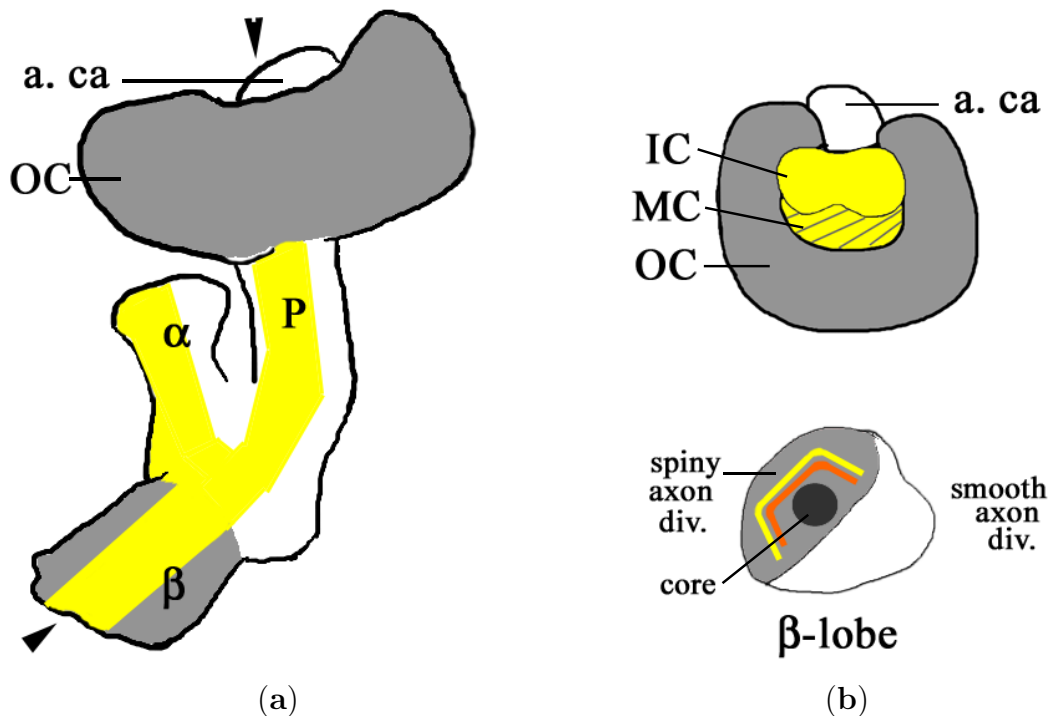 a. ca
OC
α
P
β
(a)
a. ca
IC
MC
OC
spiny
axon
div.
smooth
axon
div.
core
β-lobe
(b)